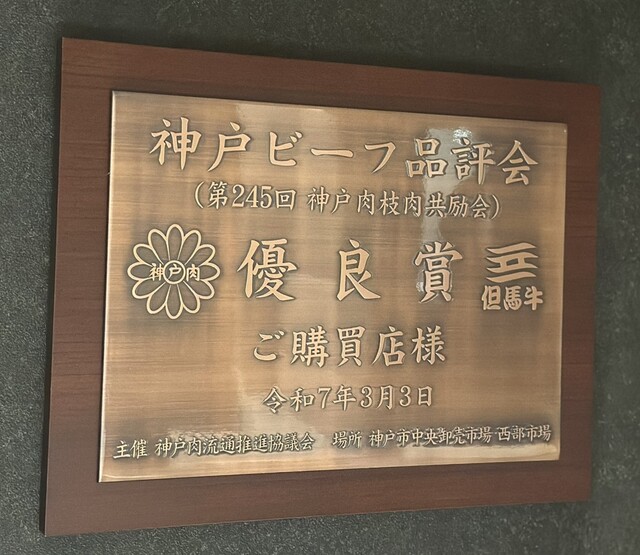 神戸ビーフ品評会
(第245回 神戸肉枝肉共励会)
神戸肉
優良賞
但馬牛
ご購買店様
令和7年3月3日
主催 神戸肉流通推進協議会 場所 神戸市中央卸売市場 西部市場